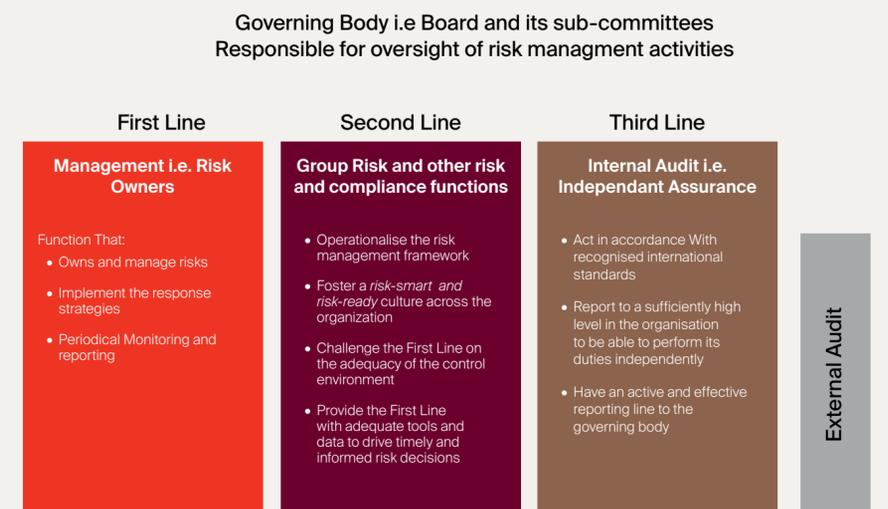 Governing Body i.e Board and its sub-committees
Responsible for oversight of risk managment activities
First Line
Management i.e. Risk
Owners
Function That:
• Owns and manage risks
• Implement the response
strategies
• Periodical Monitoring and
reporting
Second Line
Group Risk and other risk
and compliance functions
• Operationalise the risk
management framework
• Foster a risk-smart and
risk-ready culture across the
organization
• Challenge the First Line on
the adequacy of the control
environment
• Provide the First Line
with adequate tools and
data to drive timely and
informed risk decisions
Third Line
Internal Audit i.e.
Independant Assurance
• Act in accordance With
recognised international
standards
• Report to a sufficiently high
level in the organisation
to be able to perform its
duties independently
• Have an active and effective
reporting line to the
governing body
External Audit